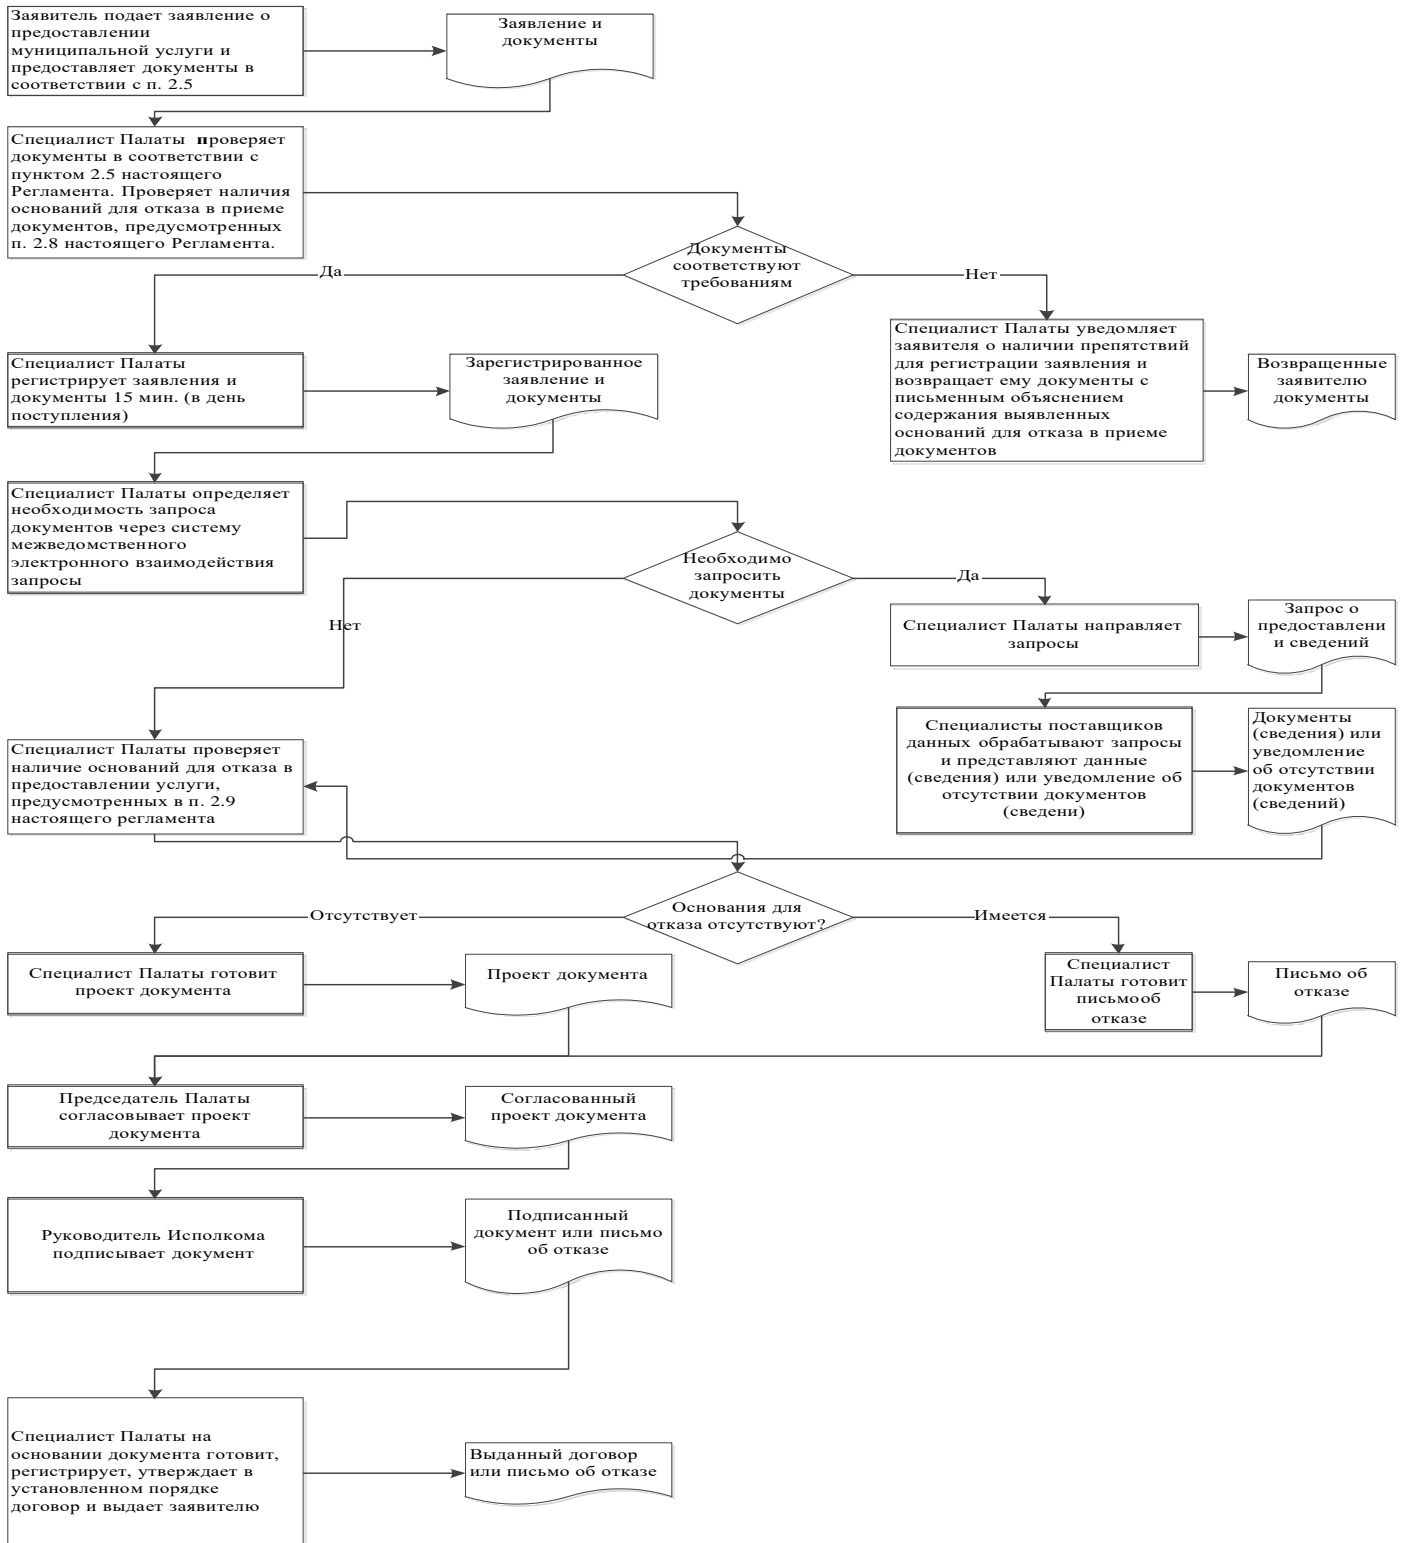 Заявитель подает заявление о
предоставлении
муниципальной услуги и
предоставляет документы в
соответствии с п. 2.5
Заявление и
документы
Специалист Палаты проверяет
документы в соответствии с
пунктом 2.5 настоящего
Регламента. Проверяет наличия
оснований для отказа в приеме
документов, предусмотренных
п. 2.8 настоящего Регламента.
Документы
соответствуют
требованиям
Да
Нет
Специалист Палаты
регистрирует заявления и
документы 15 мин. (в день
поступления)
Зарегистрированное
заявление и
документы
Специалист Палаты уведомляет
заявителя о наличии препятствий
для регистрации заявления и
возвращает ему документы с
письменным объяснением
содержания выявленных
оснований для отказа в приеме
документов
Возвращенные
заявителю
документы
Специалист Палаты определяет
необходимость запроса
документов через систему
межведомственного
электронного взаимодействия
запросы
Необходимо
запросить
документы
Да
Нет
Специалист Палаты направляет
запросы
Запрос о
предоставлени
и сведений
Специалисты поставщиков
данных обрабатывают запросы
и представляют данные
(сведения) или уведомление об
отсутствии документов
(сведени)
Документы
(сведения) или
уведомление
об отсутствии
документов
(сведений)
Специалист Палаты проверяет
наличие оснований для отказа в
предоставлении услуги,
предусмотренных в п. 2.9
настоящего регламента
Основания для
отказа отсутствуют?
Отсутствует
Имеется
Специалист Палаты готовит
проект документа
Проект документа
Специалист
Палаты готовит
письмооб
отказе
Письмо об
отказе
Председатель Палаты
согласовывает проект
документа
Согласованный
проект документа
Руководитель Исполкома
подписывает документ
Подписанный
документ или письмо
об отказе
Специалист Палаты на
основании документа готовит,
регистрирует, утверждает в
установленном порядке
договор и выдает заявителю
Выданный договор
или письмо об отказе